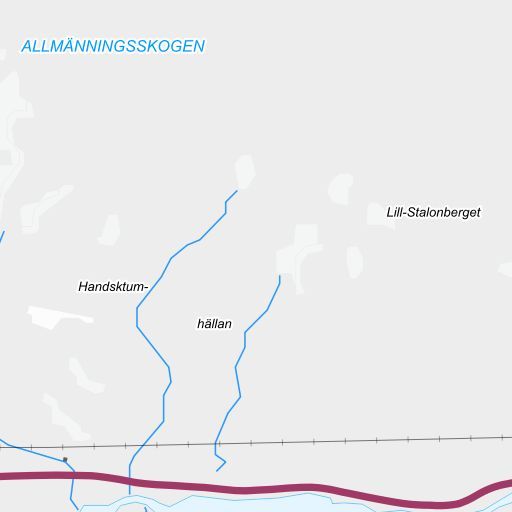 ALLMÄNNINGSSKOGEN
Lill-Stalonberget
Handsktum-
hällan